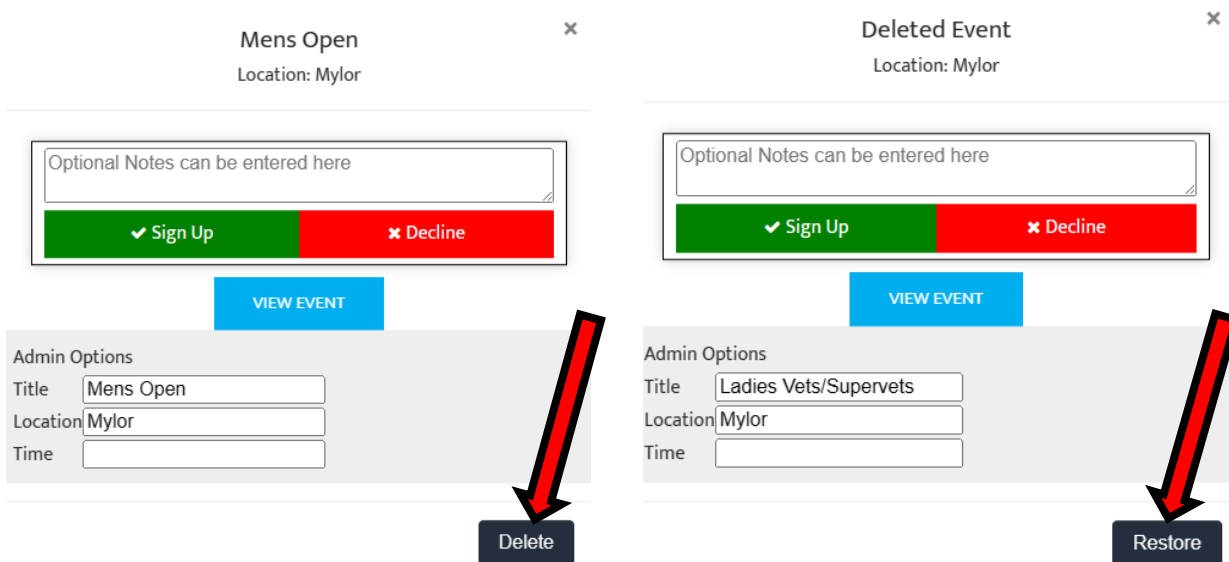 Mens Open
Location: Mylor
Optional Notes can be entered here
Sign Up
Decline
VIEW EVENT
Admin Options
Title Mens Open
Location Mylor
Time
Delete
Deleted Event
Location: Mylor
Optional Notes can be entered here
Sign Up
Decline
VIEW EVENT
Admin Options
Title Ladies Vets/Supervets
Location Mylor
Time
Restore